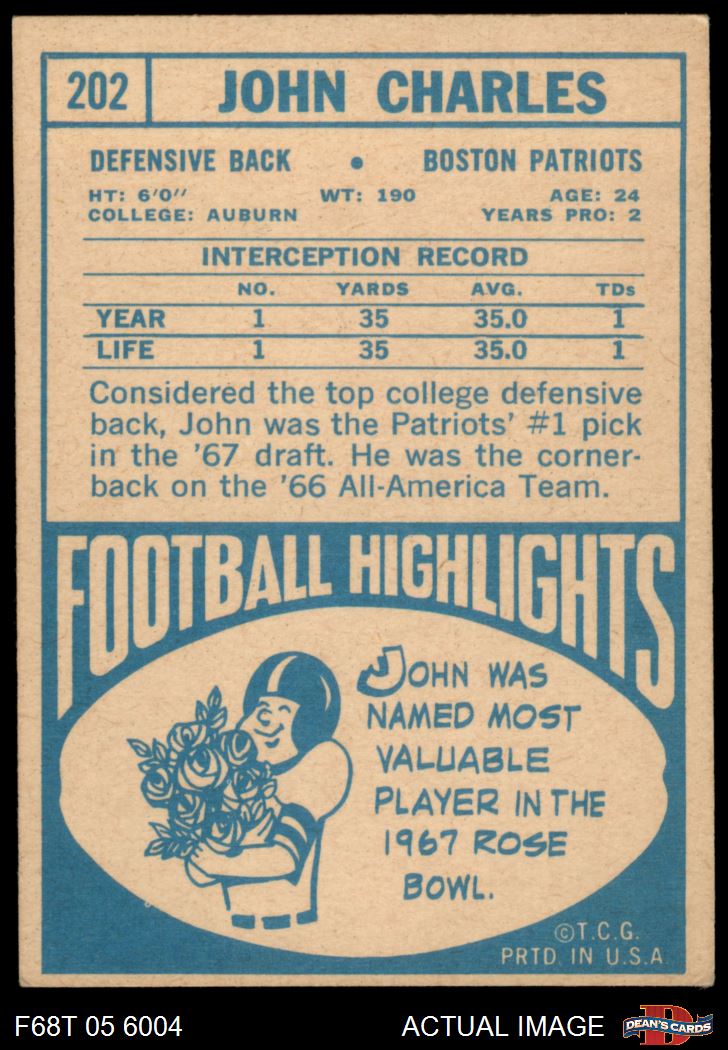 202 JOHN CHARLES
DEFENSIVE BACK • BOSTON PATRIOTS
HT: 6'0" WT: 190 AGE: 24
COLLEGE: AUBURN YEARS PRO: 2
INTERCEPTION RECORD
NO. YARDS AVG. TDs
YEAR 1 35 35.0 1
LIFE 1 35 35.0 1
Considered the top college defensive
back, John was the Patriots' #1 pick
in the '67 draft. He was the corner-
back on the '66 All-America Team.
FOOTBALL HIGHLIGHTS
JOHN WAS
NAMED MOST
VALUABLE
PLAYER IN THE
1967 ROSE
BOWL.
©T.C.G.
PRTD. IN U.S.A.
F68T 05 6004 ACTUAL IMAGE D DEAN'S CARDS